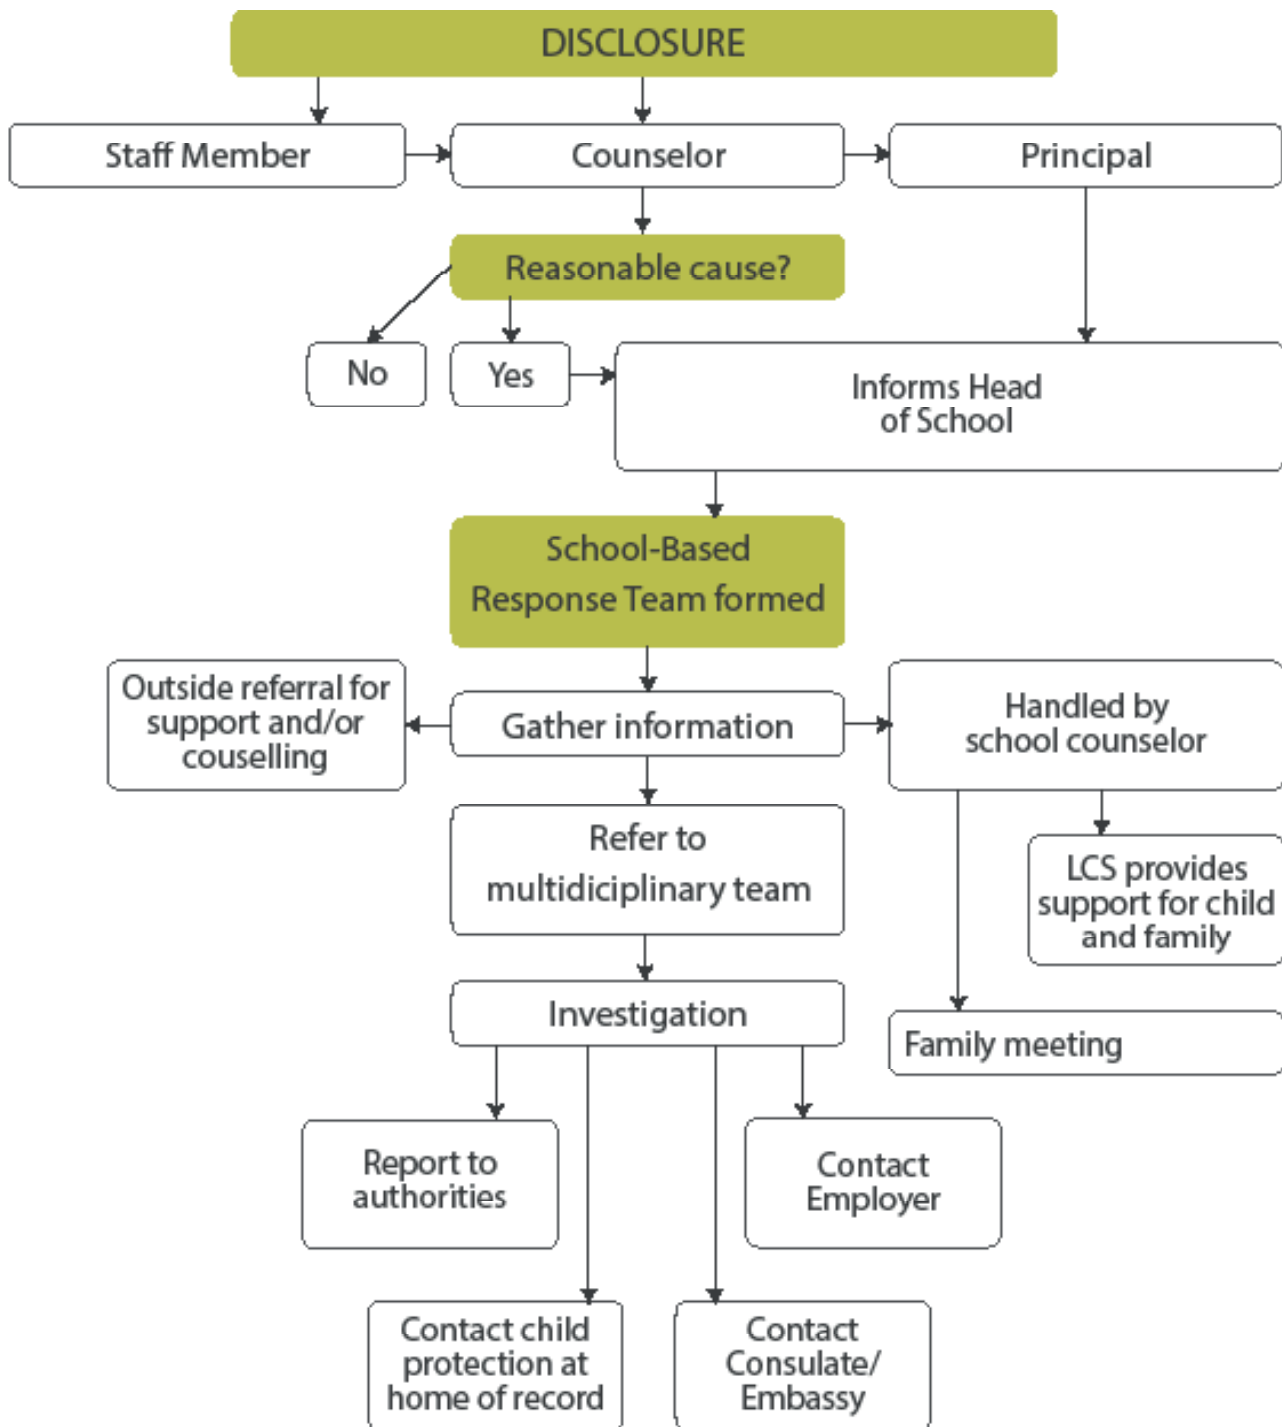 DISCLOSURE
Staff Member
Counselor
Principal
Reasonable cause?
No
Yes
Informs Head
of School
School-Based
Response Team formed
Outside referral for
support and/or
couselling
Gather information
Handled by
school counselor
Refer to
multidiciplinary team
LCS provides
support for child
and family
Investigation
Family meeting
Report to
authorities
Contact
Employer
Contact child
protection at
home of record
Contact
Consulate/
Embassy